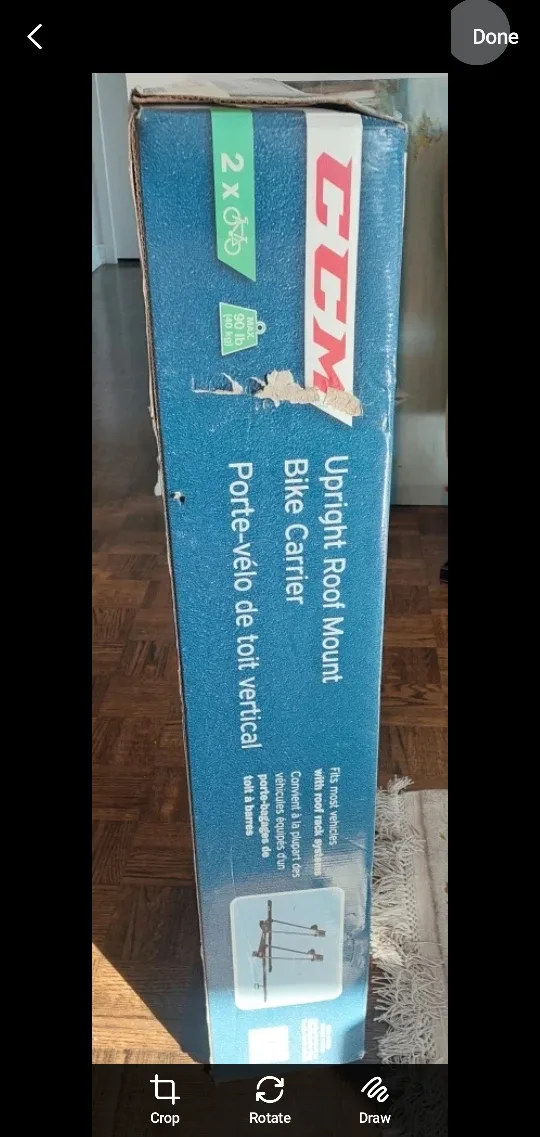 Done
CCM
2 x
MAX.
90 lb
(40 kg)
Upright Roof Mount
Bike Carrier
Porte-vélo de toit vertical
Fits most vehicles
with roof rack systems
Convient à la plupart des
véhicules équipés d'un
porte-bagages de
toit à barres
Crop
Rotate
Draw